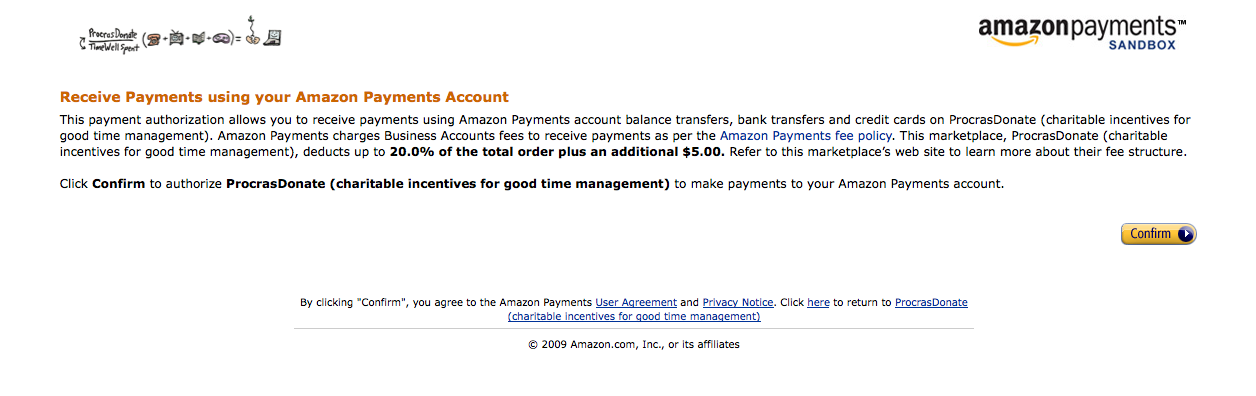 ProcrasDonate
TimeWellSpent
amazonpayments™
SANDBOX
Receive Payments using your Amazon Payments Account
This payment authorization allows you to receive payments using Amazon Payments account balance transfers, bank transfers and credit cards on ProcrasDonate (charitable incentives for
good time management). Amazon Payments charges Business Accounts fees to receive payments as per the Amazon Payments fee policy. This marketplace, ProcrasDonate (charitable
incentives for good time management), deducts up to 20.0% of the total order plus an additional $5.00. Refer to this marketplace's web site to learn more about their fee structure.
Click Confirm to authorize ProcrasDonate (charitable incentives for good time management) to make payments to your Amazon Payments account.
Confirm
By clicking "Confirm", you agree to the Amazon Payments User Agreement and Privacy Notice. Click here to return to ProcrasDonate
(charitable incentives for good time management)
© 2009 Amazon.com, Inc., or its affiliates